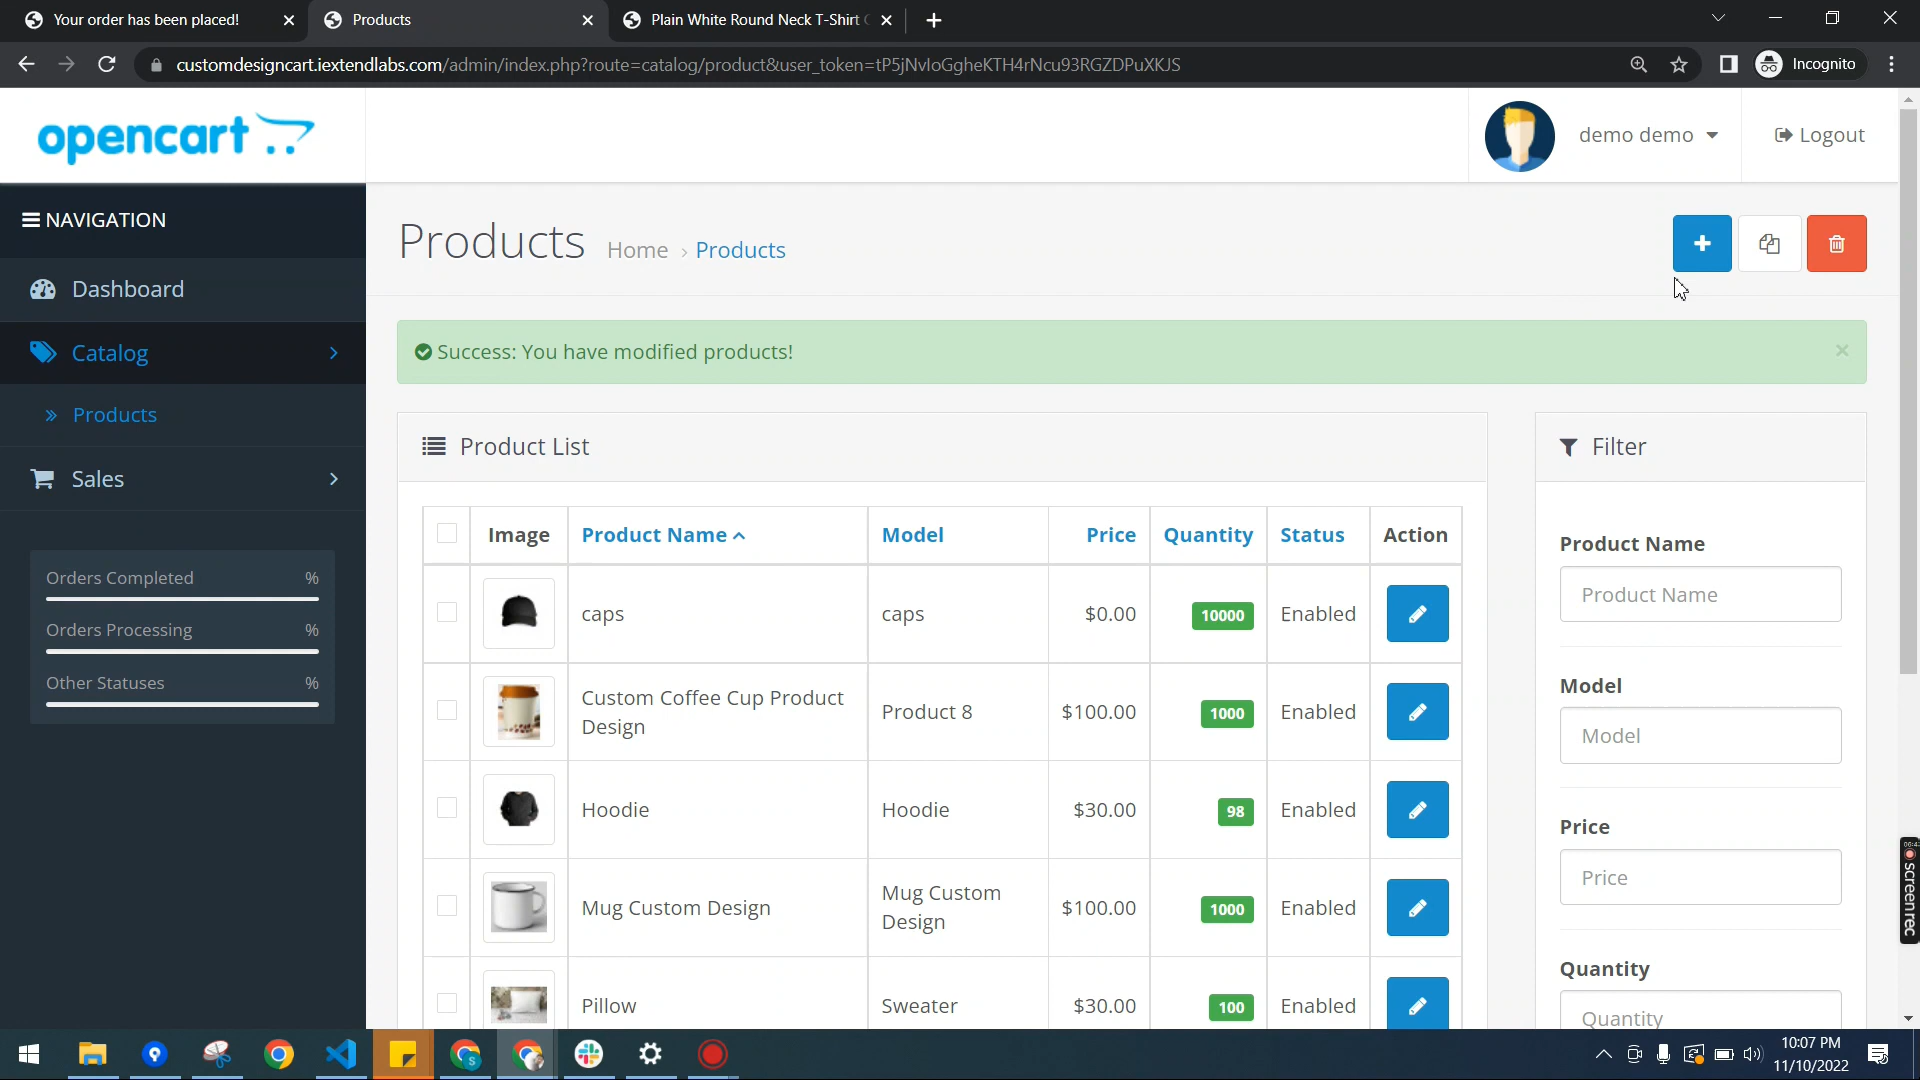 Your order has been placed!
Products
Plain White Round Neck T-Shirt
customdesigncart.iextendlabs.com/admin/index.php?route=catalog/product&user_token=tP5jNvIoGgheKTH4rNcu93RGZDPuXKJS
Incognito
opencart
demo demo
Logout
NAVIGATION
Dashboard
Catalog
Products
Sales
Orders Completed %
Orders Processing %
Other Statuses %
Products Home › Products
Success: You have modified products!
×
Product List
Image Product Name Model Price Quantity Status Action
caps caps $0.00 10000 Enabled
Custom Coffee Cup Product
Design
Product 8 $100.00 1000 Enabled
Hoodie Hoodie $30.00 98 Enabled
Mug Custom Design
Mug Custom
Design
$100.00 1000 Enabled
Pillow Sweater $30.00 100 Enabled
Filter
Product Name
Product Name
Model
Model
Price
Price
Quantity
Quantity
screenrec
10:07 PM
11/10/2022